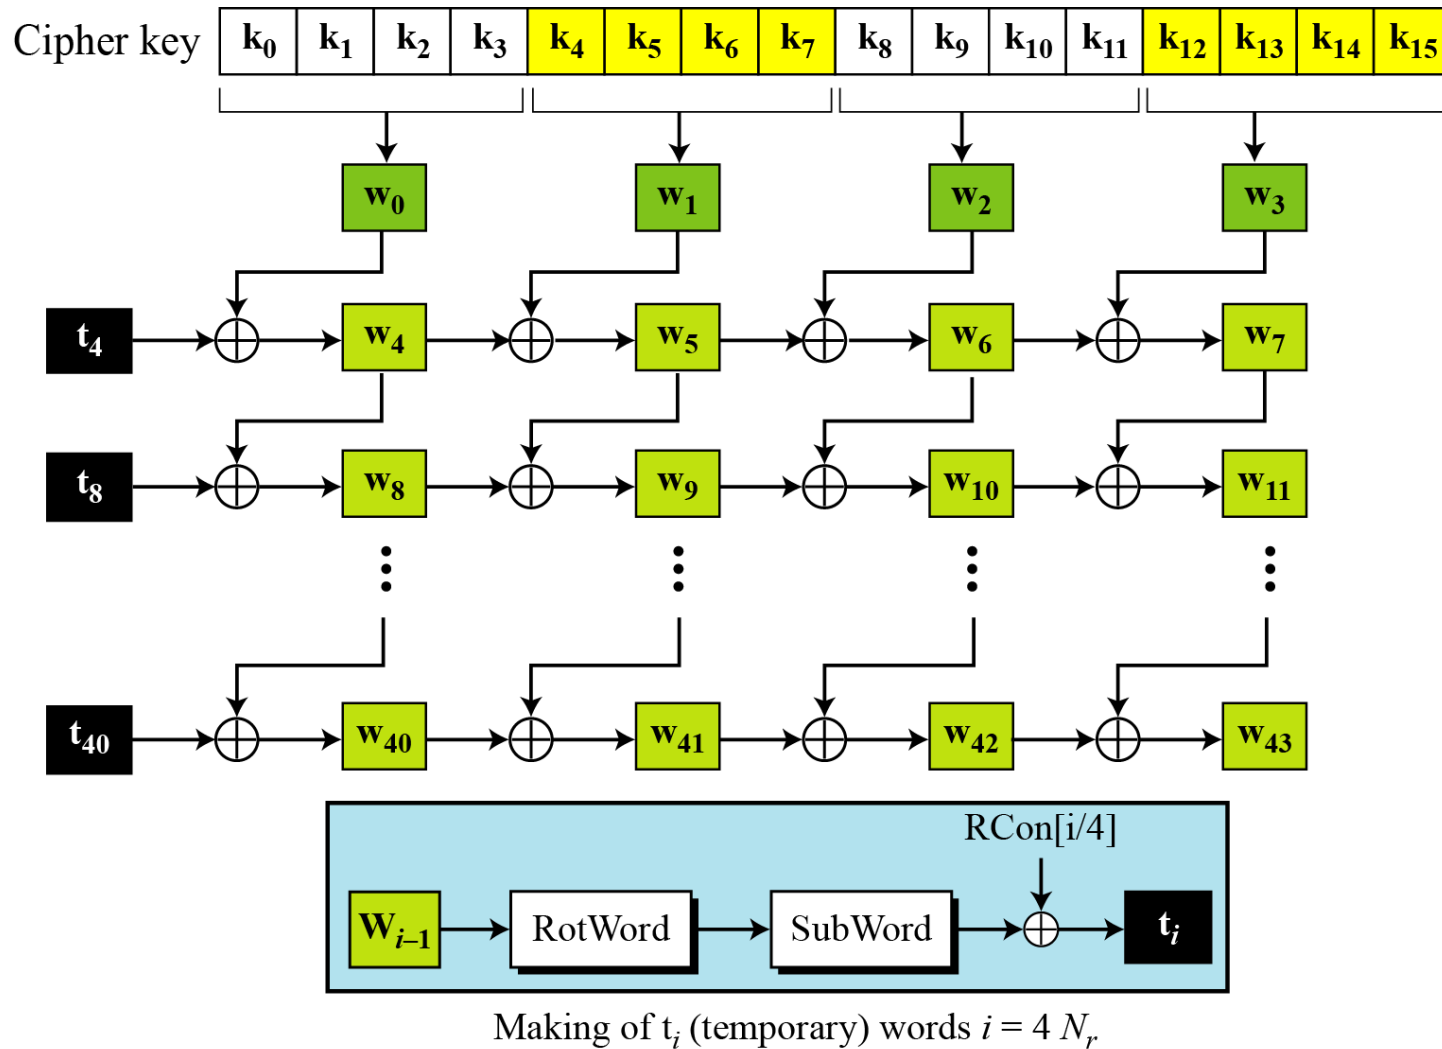 Cipher key k₀ k₁ k₂ k₃ k₄ k₅ k₆ k₇ k₈ k₉ k₁₀ k₁₁ k₁₂ k₁₃ k₁₄ k₁₅
w₀ w₁ w₂ w₃
t₄ w₄ w₅ w₆ w₇
t₈ w₈ w₉ w₁₀ w₁₁
t₄₀ w₄₀ w₄₁ w₄₂ w₄₃
RCon[i/4]
Wᵢ₋₁ RotWord SubWord tᵢ
Making of tᵢ (temporary) words i = 4 Nᵣ